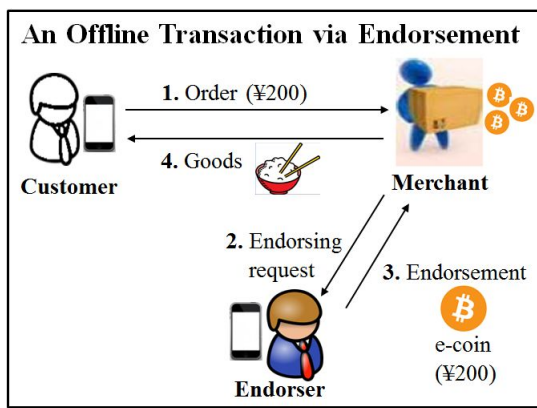 An Offline Transaction via Endorsement
1. Order (¥200)
4. Goods
Customer
Merchant
2. Endorsing
request
3. Endorsement
e-coin
(¥200)
Endorser